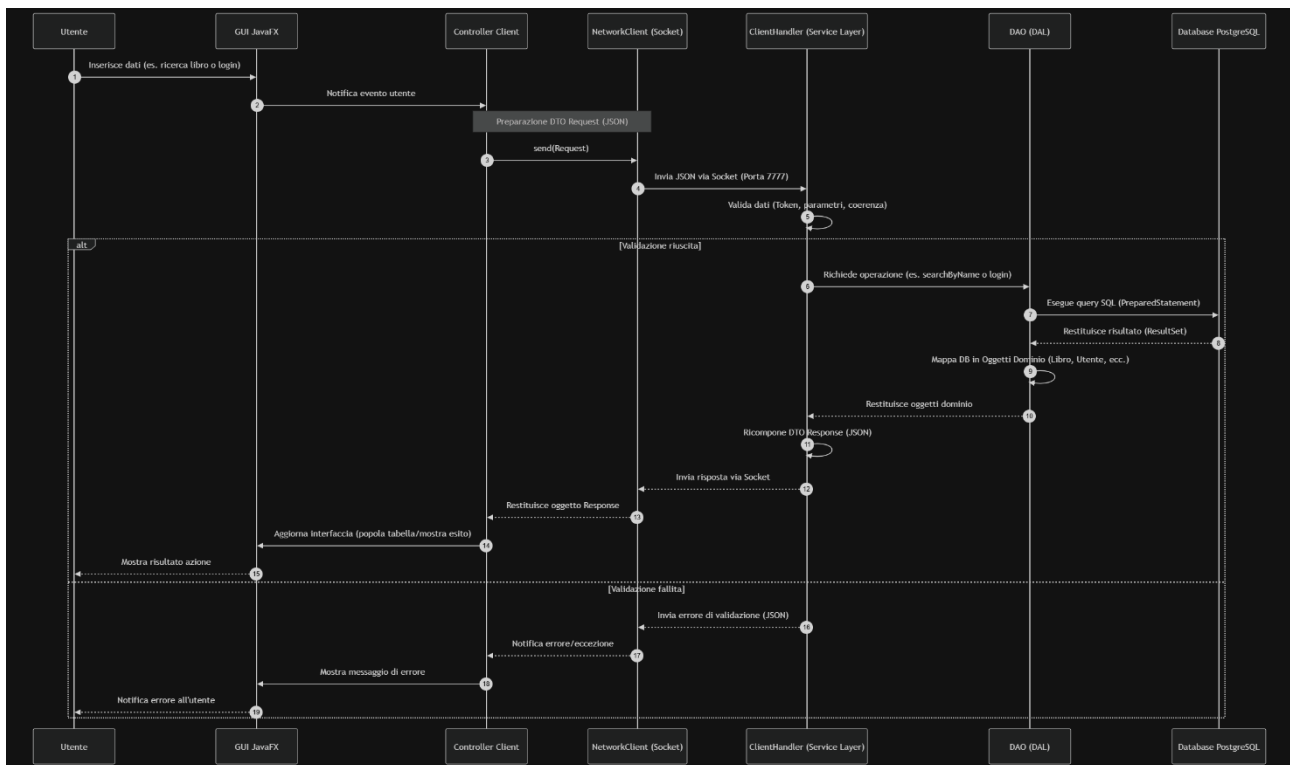 Utente
GUI JavaFX
Controller Client
NetworkClient (Socket)
ClientHandler (Service Layer)
DAO (DAL)
Database PostgreSQL
Inserisce dati (es. ricerca libro o login)
1
Notifica evento utente
2
Preparazione DTO Request (JSON)
send(Request)
3
Invia JSON via Socket (Porta 7777)
4
Valida dati (Token, parametri, coerenza)
5
alt
[Validazione riuscita]
Richiede operazione (es. searchByName o login)
6
Esegue query SQL (PreparedStatement)
7
Restituisce risultato (ResultSet)
8
Mappa DB in Oggetti Dominio (Libro, Utente, ecc.)
9
Restituisce oggetti dominio
10
Ricompone DTO Response (JSON)
11
Invia risposta via Socket
12
Restituisce oggetto Response
13
Aggiorna interfaccia (popola tabella/mostra esito)
14
Mostra risultato azione
15
[Validazione fallita]
Invia errore di validazione (JSON)
16
Notifica errore/eccezione
17
Mostra messaggio di errore
18
Notifica errore all'utente
19
Utente
GUI JavaFX
Controller Client
NetworkClient (Socket)
ClientHandler (Service Layer)
DAO (DAL)
Database PostgreSQL